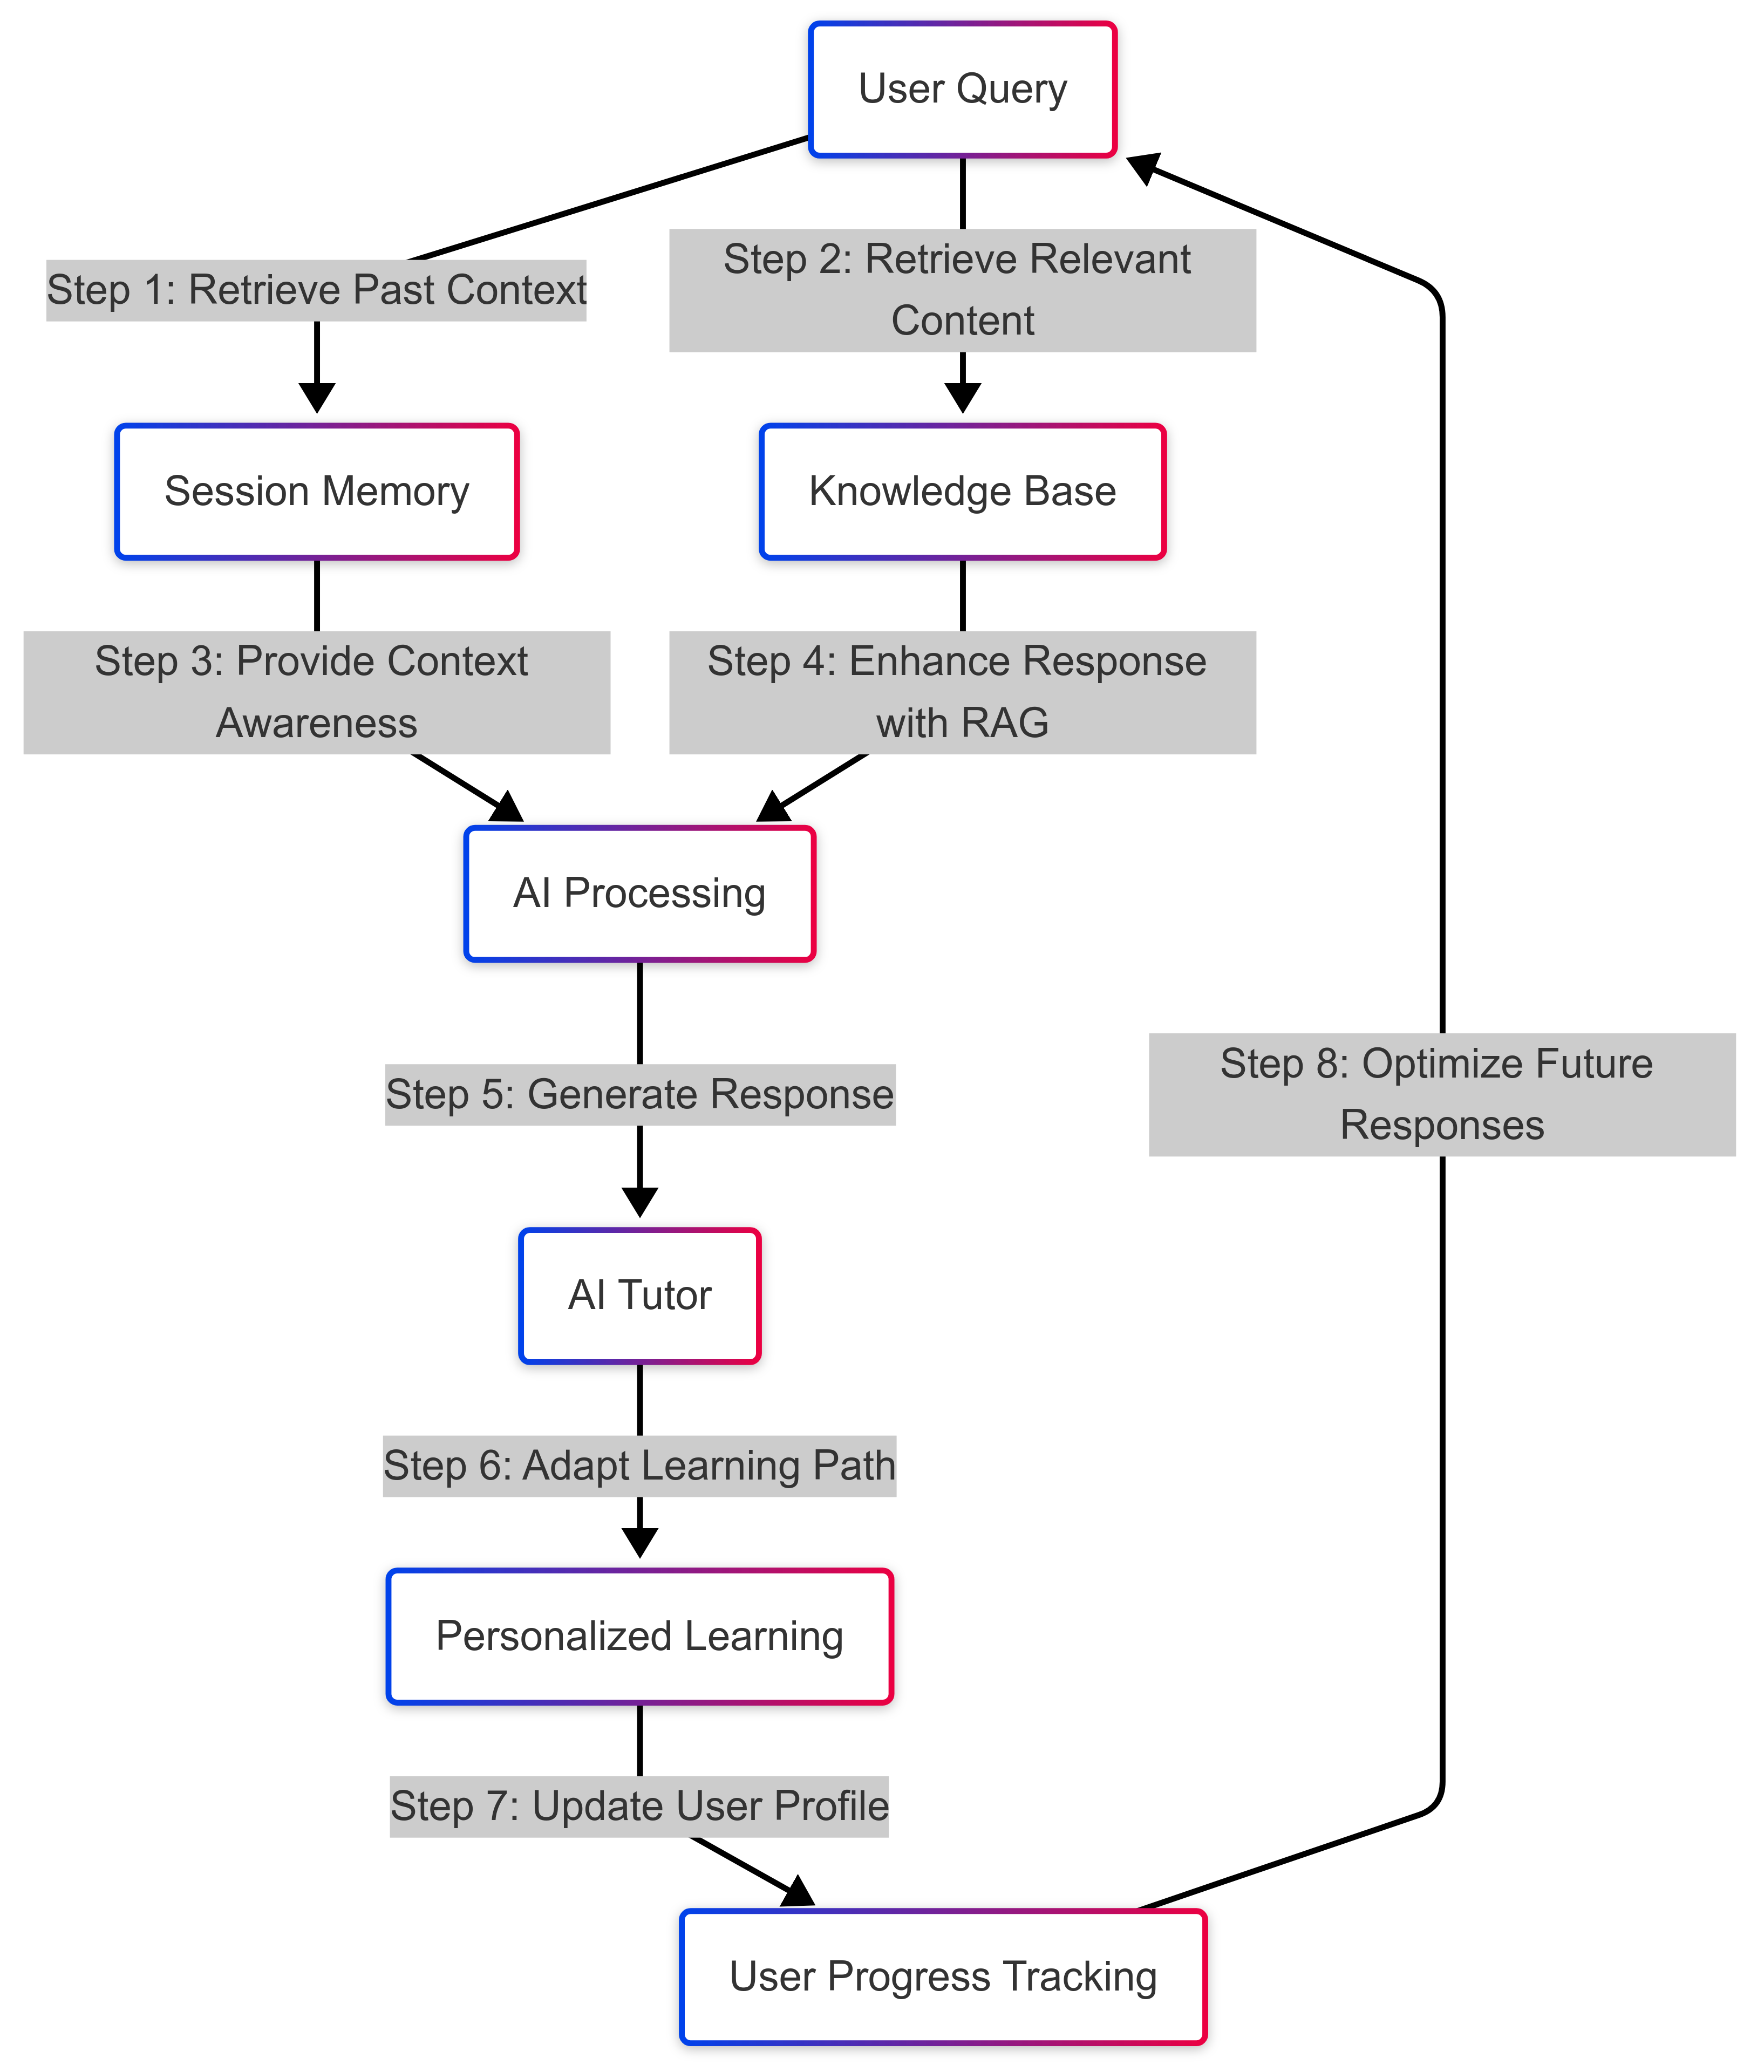 User Query
Step 1: Retrieve Past Context
Step 2: Retrieve Relevant
Content
Session Memory
Knowledge Base
Step 3: Provide Context
Awareness
Step 4: Enhance Response
with RAG
AI Processing
Step 5: Generate Response
Step 8: Optimize Future
Responses
AI Tutor
Step 6: Adapt Learning Path
Personalized Learning
Step 7: Update User Profile
User Progress Tracking